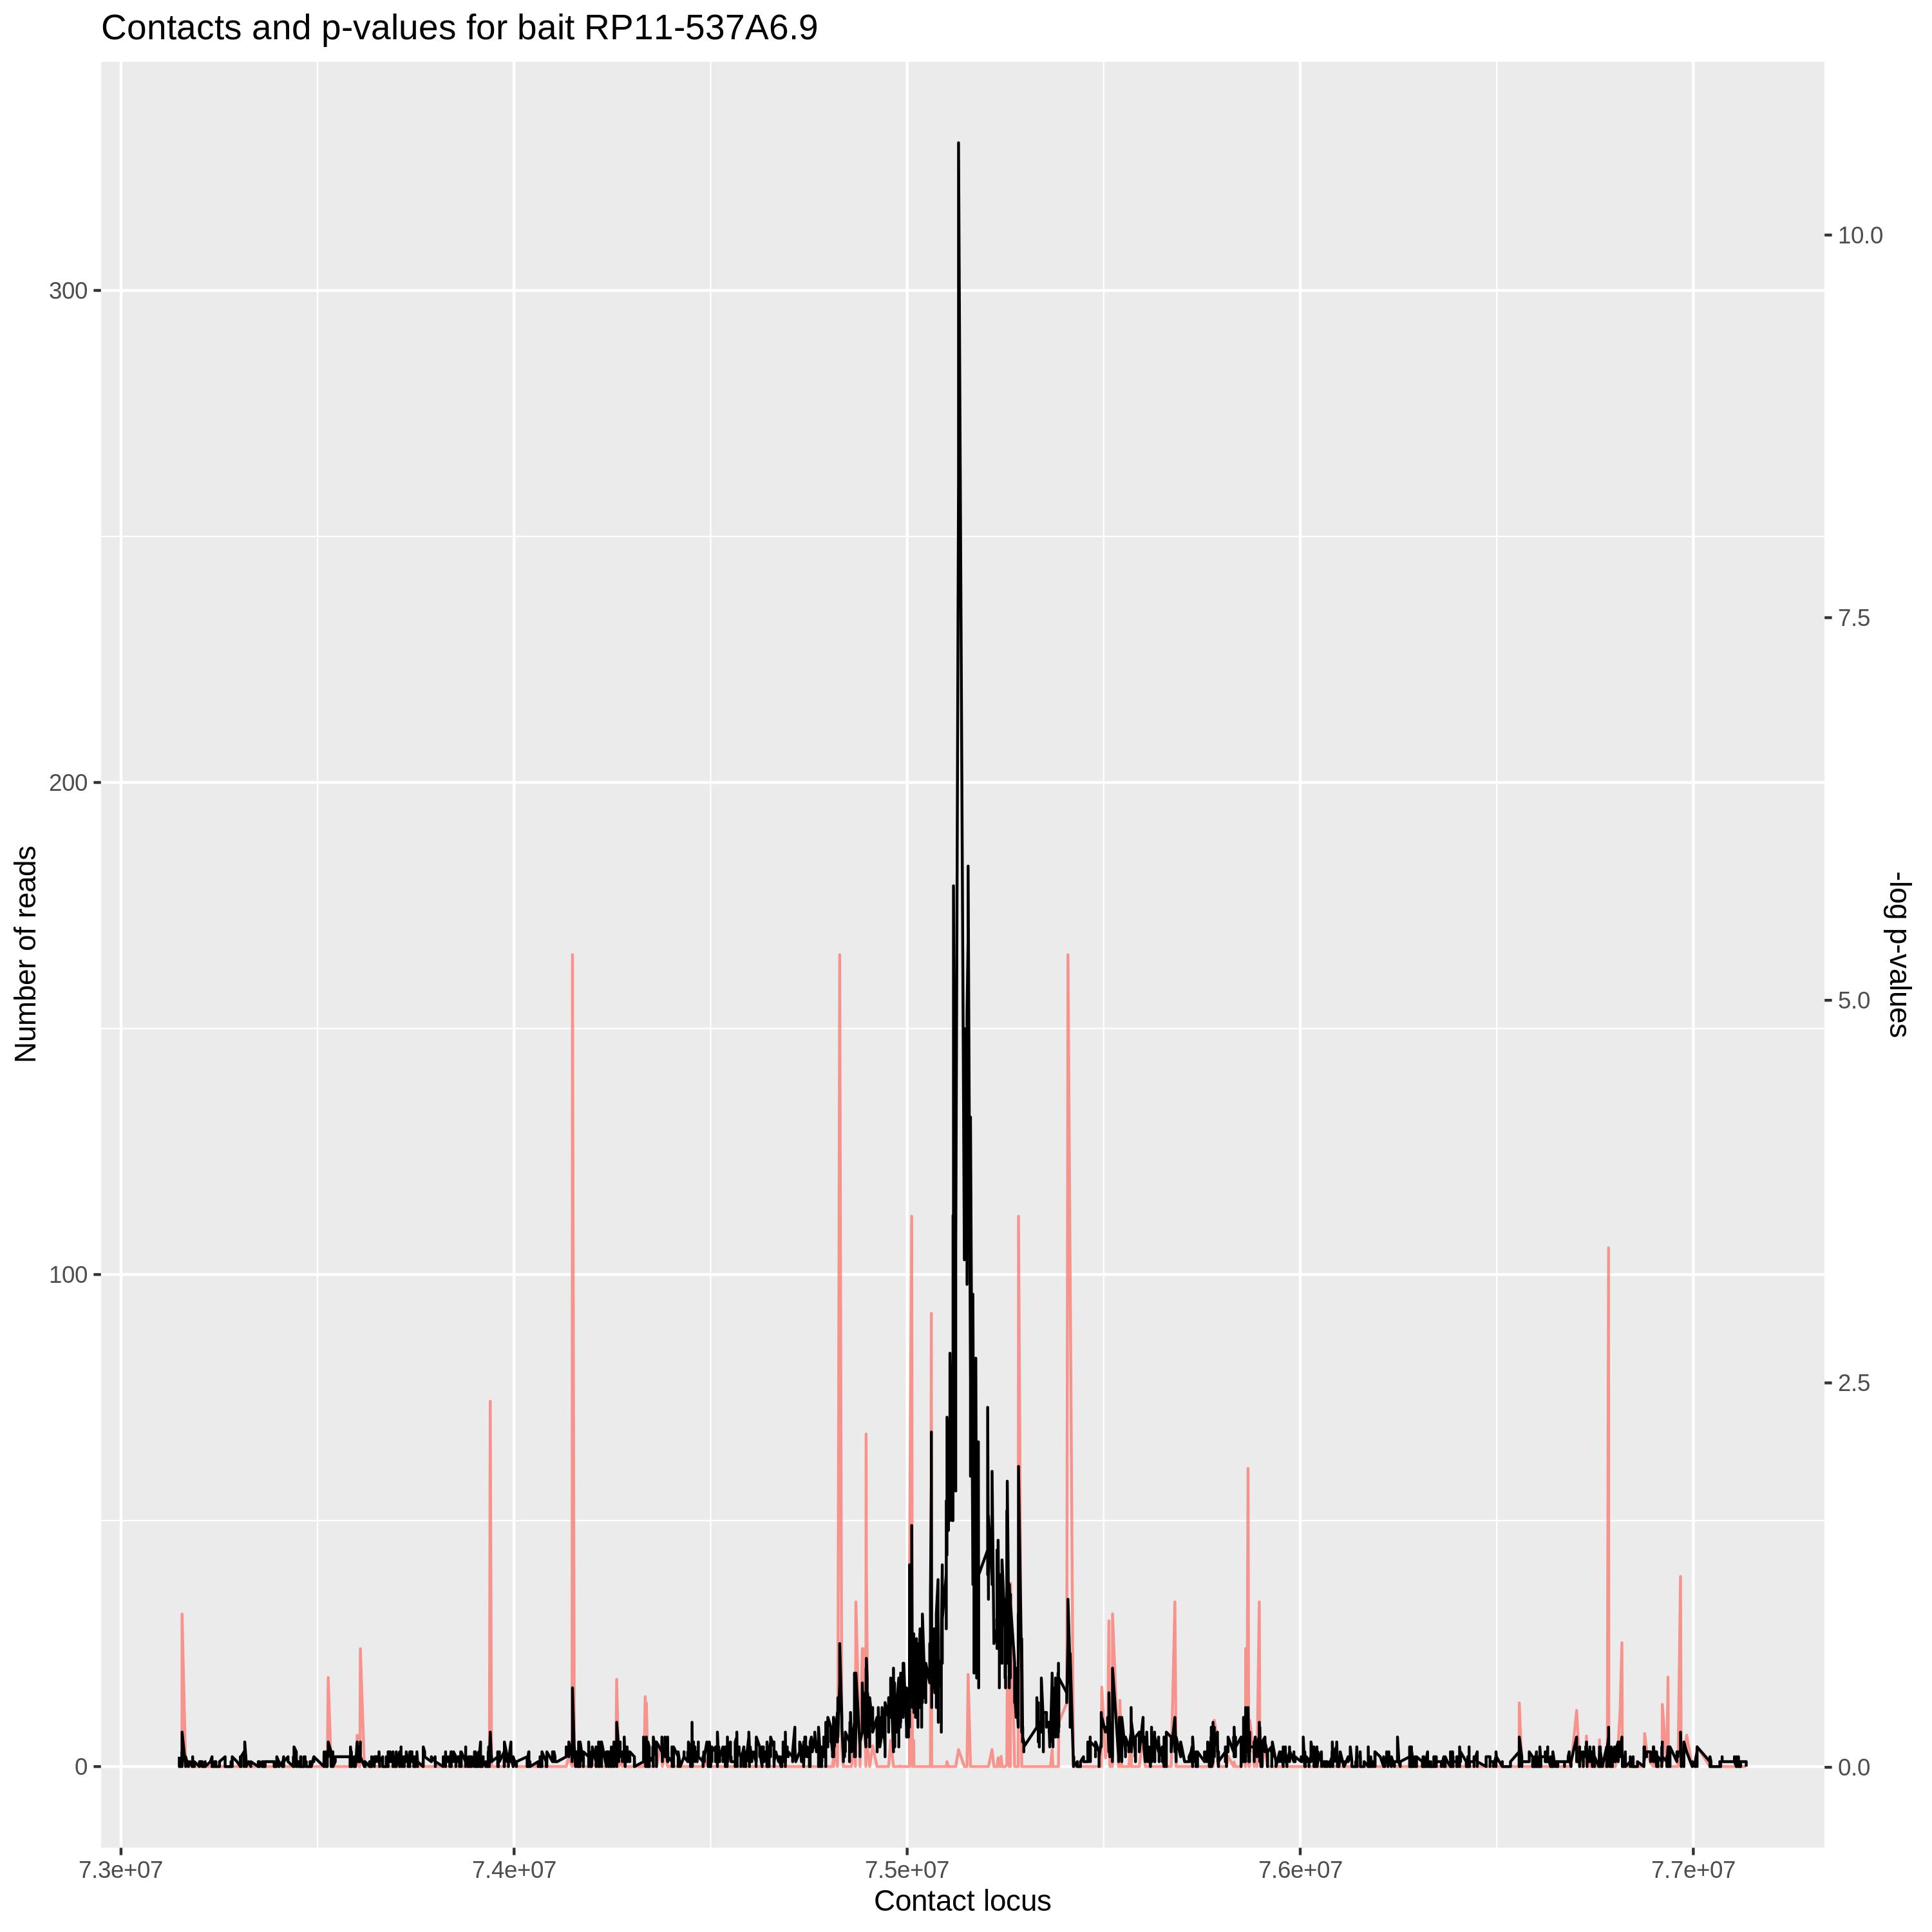 Contacts and p-values for bait RP11-537A6.9
Number of reads
300
200
100
0
10.0
7.5
5.0
2.5
0.0
-log p-values
7.3e+07 7.4e+07 7.5e+07 7.6e+07 7.7e+07
Contact locus